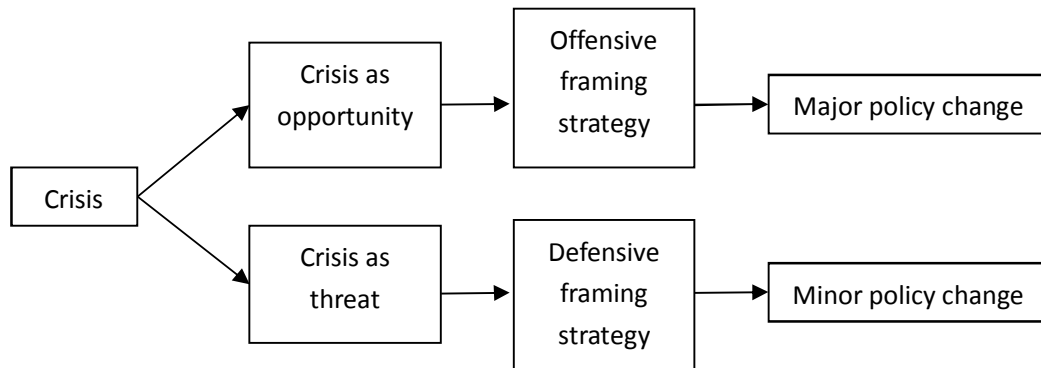 Crisis
Crisis as
opportunity
Offensive
framing
strategy
Major policy change
Crisis as
threat
Defensive
framing
strategy
Minor policy change